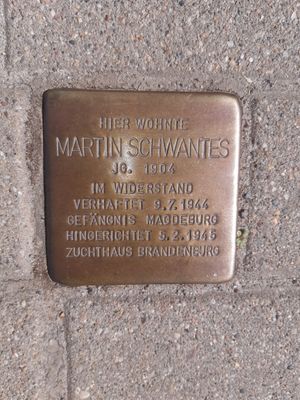 HIER WOHNTE
MARTIN SCHWANTES
JG. 1904
IM WIDERSTAND
VERHAFTET 9.7.1944
GEFÄNGNIS MAGDEBURG
HINGERICHTET 5.2.1945
ZUCHTHAUS BRANDENBURG